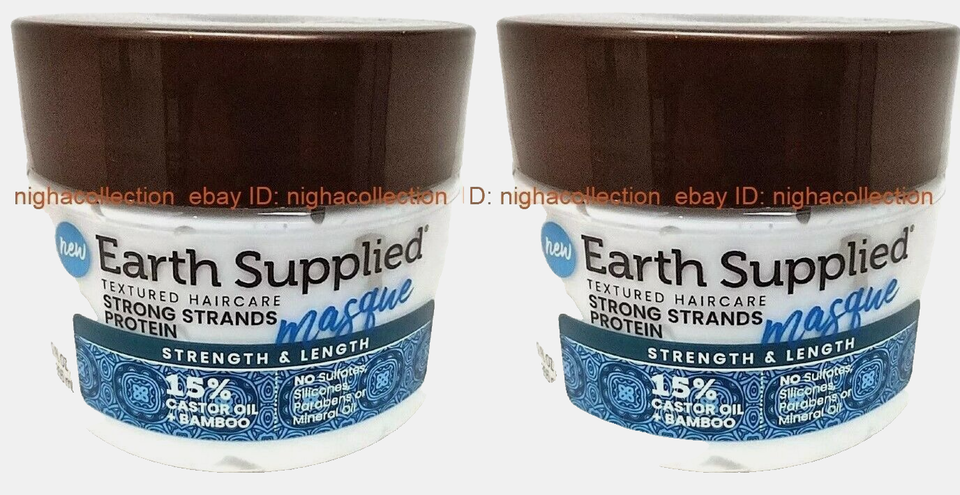 nighacollection ebay ID: nighacollection
D: nighacollection ebay ID: nighacollection
new
Earth Supplied®
TEXTURED HAIRCARE
STRONG STRANDS
PROTEIN masque
STRENGTH & LENGTH
15%
CASTOR OIL
+ BAMBOO
NO Sulfates,
Silicones,
Parabens or
Mineral Oil
new
Earth Supplied®
TEXTURED HAIRCARE
STRONG STRANDS
PROTEIN masque
STRENGTH & LENGTH
15%
CASTOR OIL
+ BAMBOO
NO Sulfates,
Silicones,
Parabens or
Mineral Oil